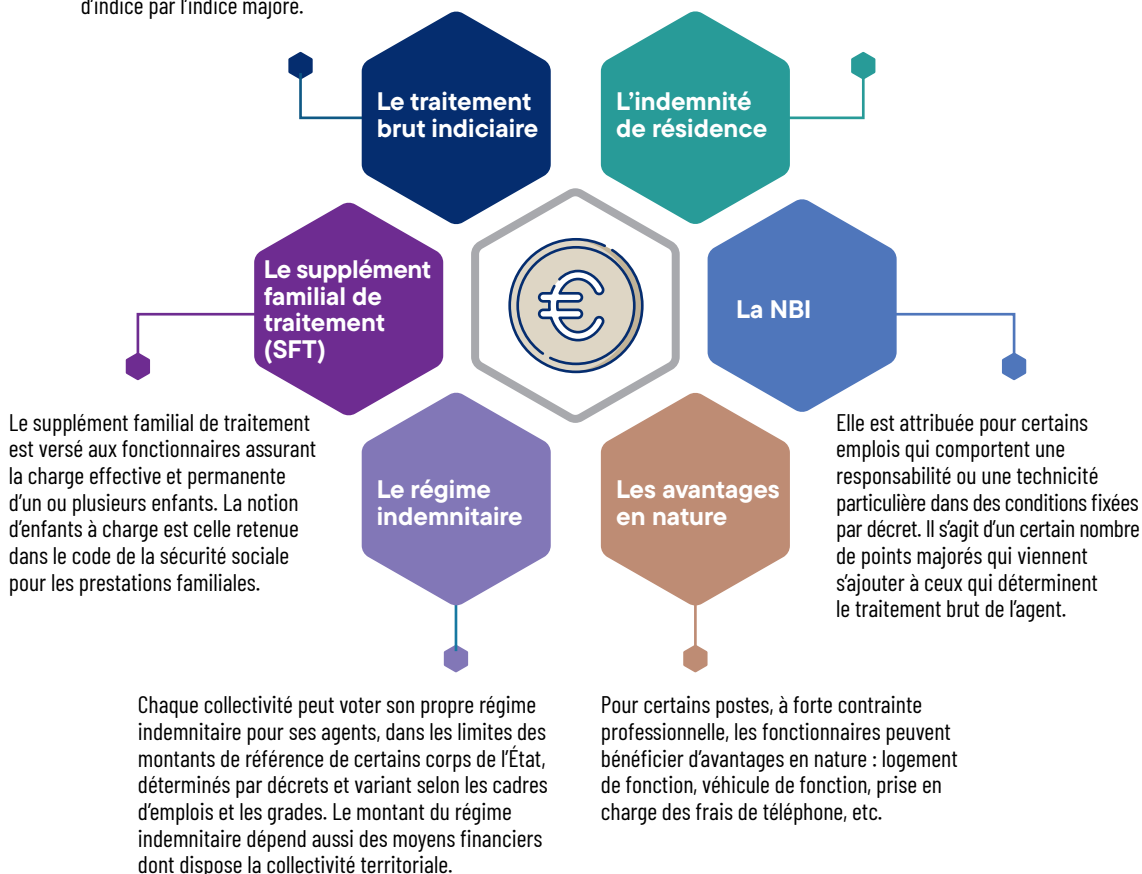 d'indice par l'indice majoré.
Le traitement
brut indiciaire
L'indemnité
de résidence
Le supplément
familial de
traitement
(SFT)
€
La NBI
Le supplément familial de traitement
est versé aux fonctionnaires assurant
la charge effective et permanente
d'un ou plusieurs enfants. La notion
d'enfants à charge est celle retenue
dans le code de la sécurité sociale
pour les prestations familiales.
Le régime
indemnitaire
Les avantages
en nature
Elle est attribuée pour certains
emplois qui comportent une
responsabilité ou une technicité
particulière dans des conditions fixées
par décret. Il s'agit d'un certain nombre
de points majorés qui viennent
s'ajouter à ceux qui déterminent
le traitement brut de l'agent.
Chaque collectivité peut voter son propre régime
indemnitaire pour ses agents, dans les limites des
montants de référence de certains corps de l'État,
déterminés par décrets et variant selon les cadres
d'emplois et les grades. Le montant du régime
indemnitaire dépend aussi des moyens financiers
dont dispose la collectivité territoriale.
Pour certains postes, à forte contrainte
professionnelle, les fonctionnaires peuvent
bénéficier d'avantages en nature : logement
de fonction, véhicule de fonction, prise en
charge des frais de téléphone, etc.